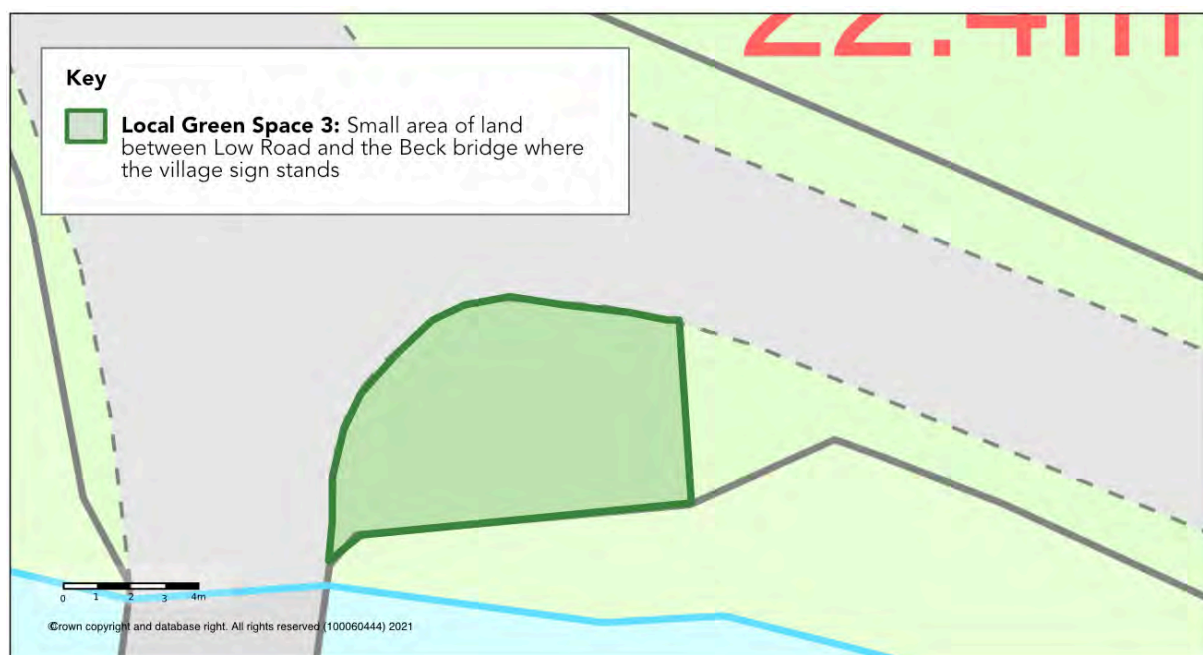 22.4m
Key
Local Green Space 3: Small area of land
between Low Road and the Beck bridge where
the village sign stands
0 1 2 3 4m
©Crown copyright and database right. All rights reserved (100060444) 2021